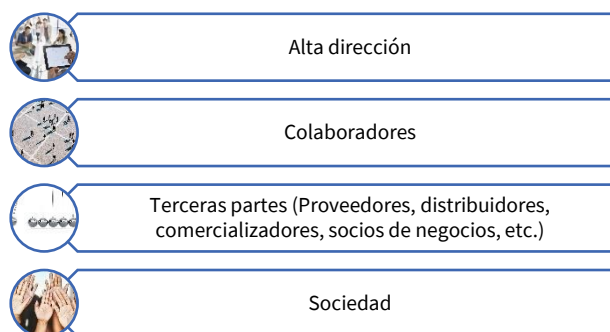 Alta dirección
Colaboradores
Terceras partes (Proveedores, distribuidores,
comercializadores, socios de negocios, etc.)
Sociedad